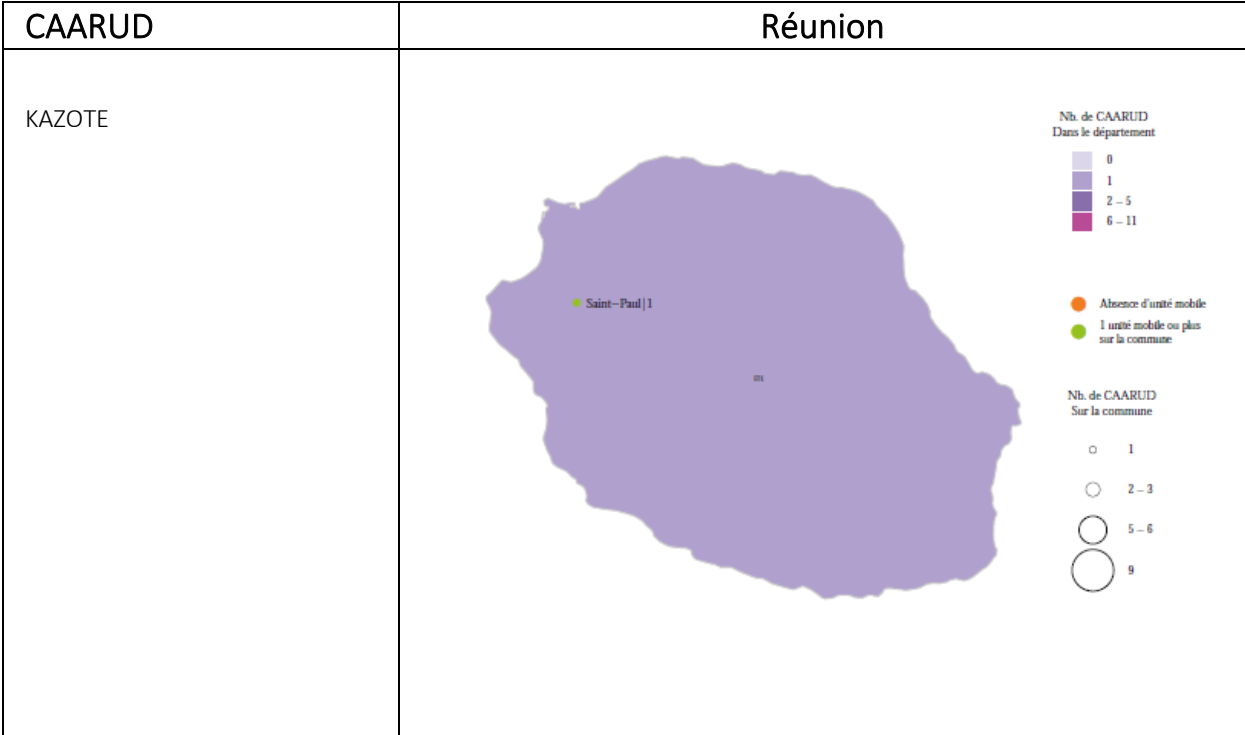 CAARUD
Réunion
KAZOTE
Nb. de CAARUD
Dans le département
0
1
2 – 5
6 – 11
Saint–Paul | 1
Absence d'unité mobile
1 unité mobile ou plus
sur la commune
Nb. de CAARUD
Sur la commune
1
2 – 3
5 – 6
9